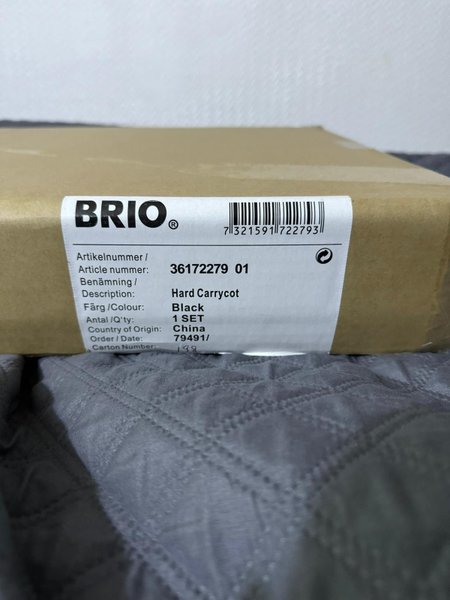 BRIO®
7 321591 722793
Artikelnummer /
Article number: 36172279 01
Benämning /
Description: Hard Carrycot
Färg /Colour: Black
Antal /Q'ty: 1 SET
Country of Origin: China
Order / Date: 79491/
Carton Number: